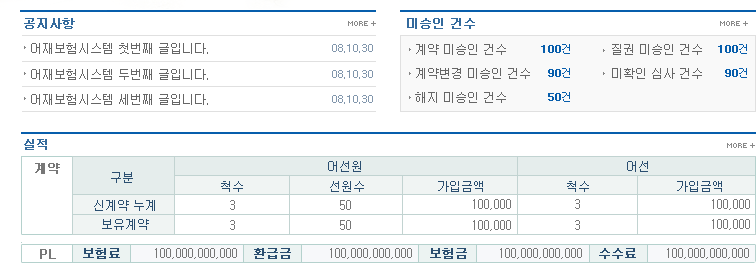 공지사항 MORE +
어재보험시스템 첫번째 글입니다. 08,10,30
어재보험시스템 두번째 글입니다. 08,10,30
어재보험시스템 세번째 글입니다. 08,10,30
미승인 건수 MORE +
계약 미승인 건수 100건 질권 미승인 건수 100건
계약변경 미승인 건수 90건 미확인 심사 건수 90건
해지 미승인 건수 50건
실적 MORE +
계약 구분 어선원 어선
척수 선원수 가입금액 척수 가입금액
신계약 누계 3 50 100,000 3 100,000
보유계약 3 50 100,000 3 100,000
PL 보험료 100,000,000,000 환급금 100,000,000,000 보험금 100,000,000,000 수수료 100,000,000,000